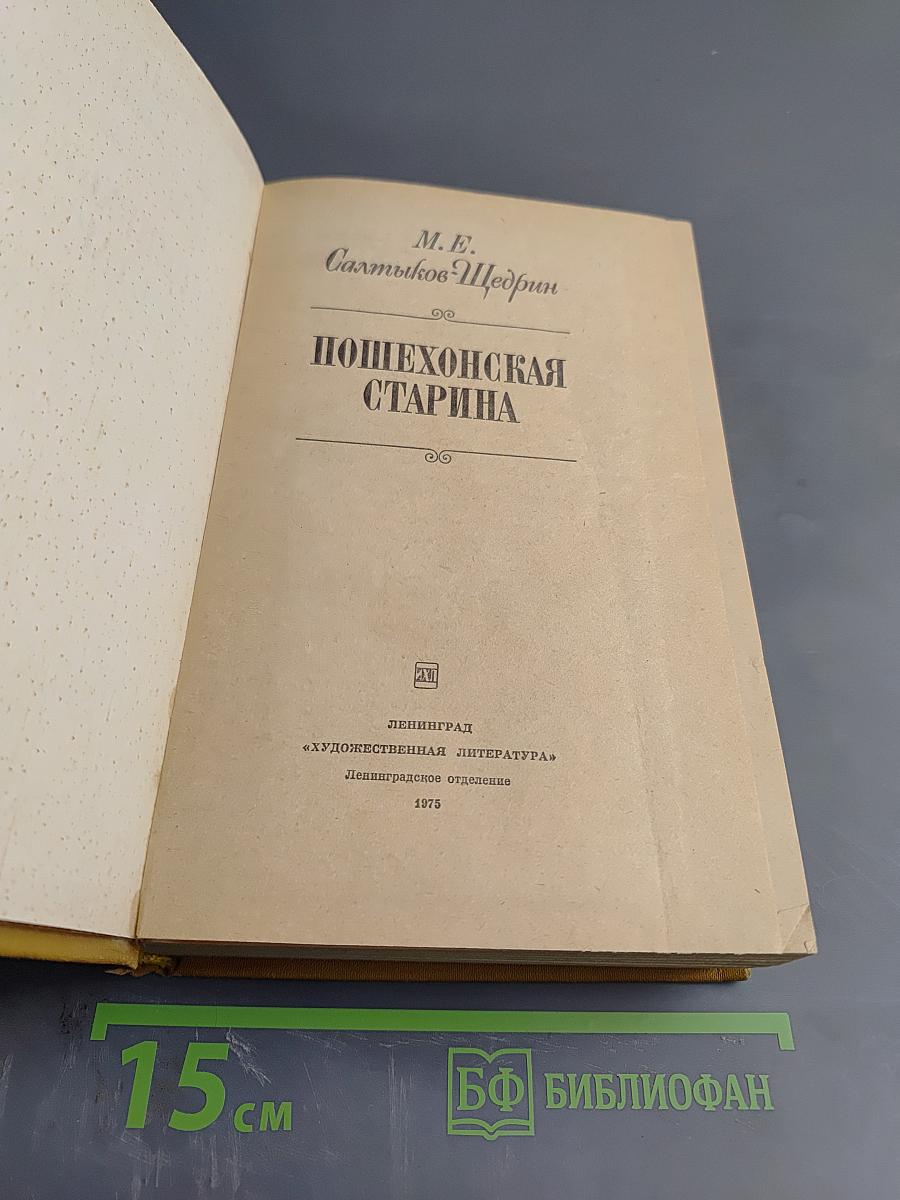 М. Е.
Салтыков-Щедрин
ПОШЕХОНСКАЯ
СТАРИНА
ЛЕНИНГРАД
«ХУДОЖЕСТВЕННАЯ ЛИТЕРАТУРА»
Ленинградское отделение
1975
15 см
БФ БИБЛИОФАН